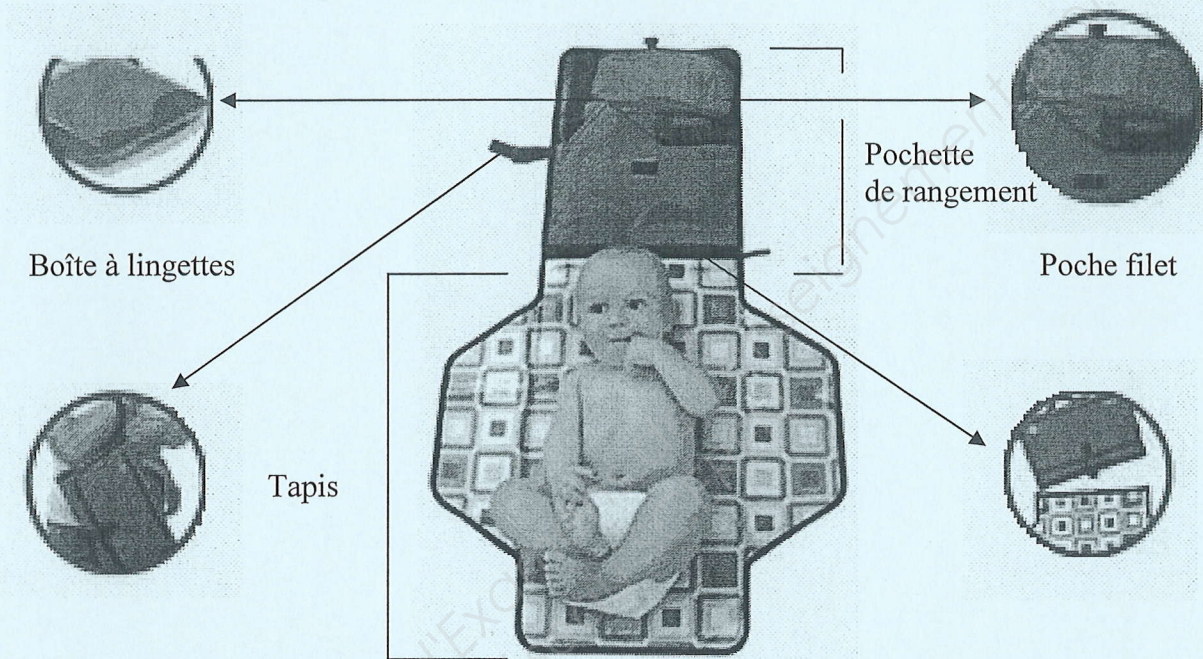 Pochette
de rangement
Boîte à lingettes
Poche filet
Tapis